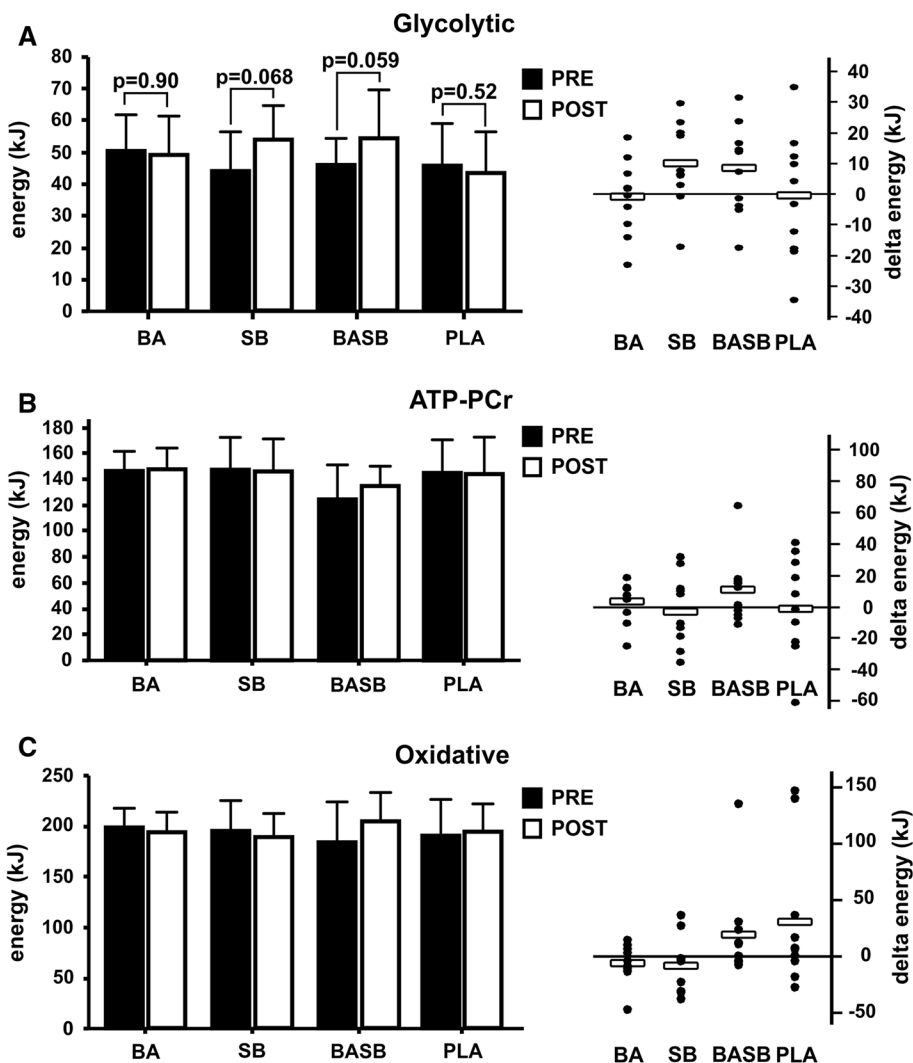 A
Glycolytic
energy (kJ)
80
70
60
50
40
30
20
10
0
p=0.90
p=0.068
p=0.059
p=0.52
PRE
POST
BA
SB
BASB
PLA
40
30
20
10
0
-10
-20
-30
-40
delta energy (kJ)
BA
SB
BASB
PLA
B
ATP-PCr
energy (kJ)
180
160
140
120
100
80
60
40
20
0
PRE
POST
BA
SB
BASB
PLA
100
80
60
40
20
0
-20
-40
-60
delta energy (kJ)
BA
SB
BASB
PLA
C
Oxidative
energy (kJ)
250
200
150
100
50
0
PRE
POST
BA
SB
BASB
PLA
150
100
50
0
-50
delta energy (kJ)
BA
SB
BASB
PLA